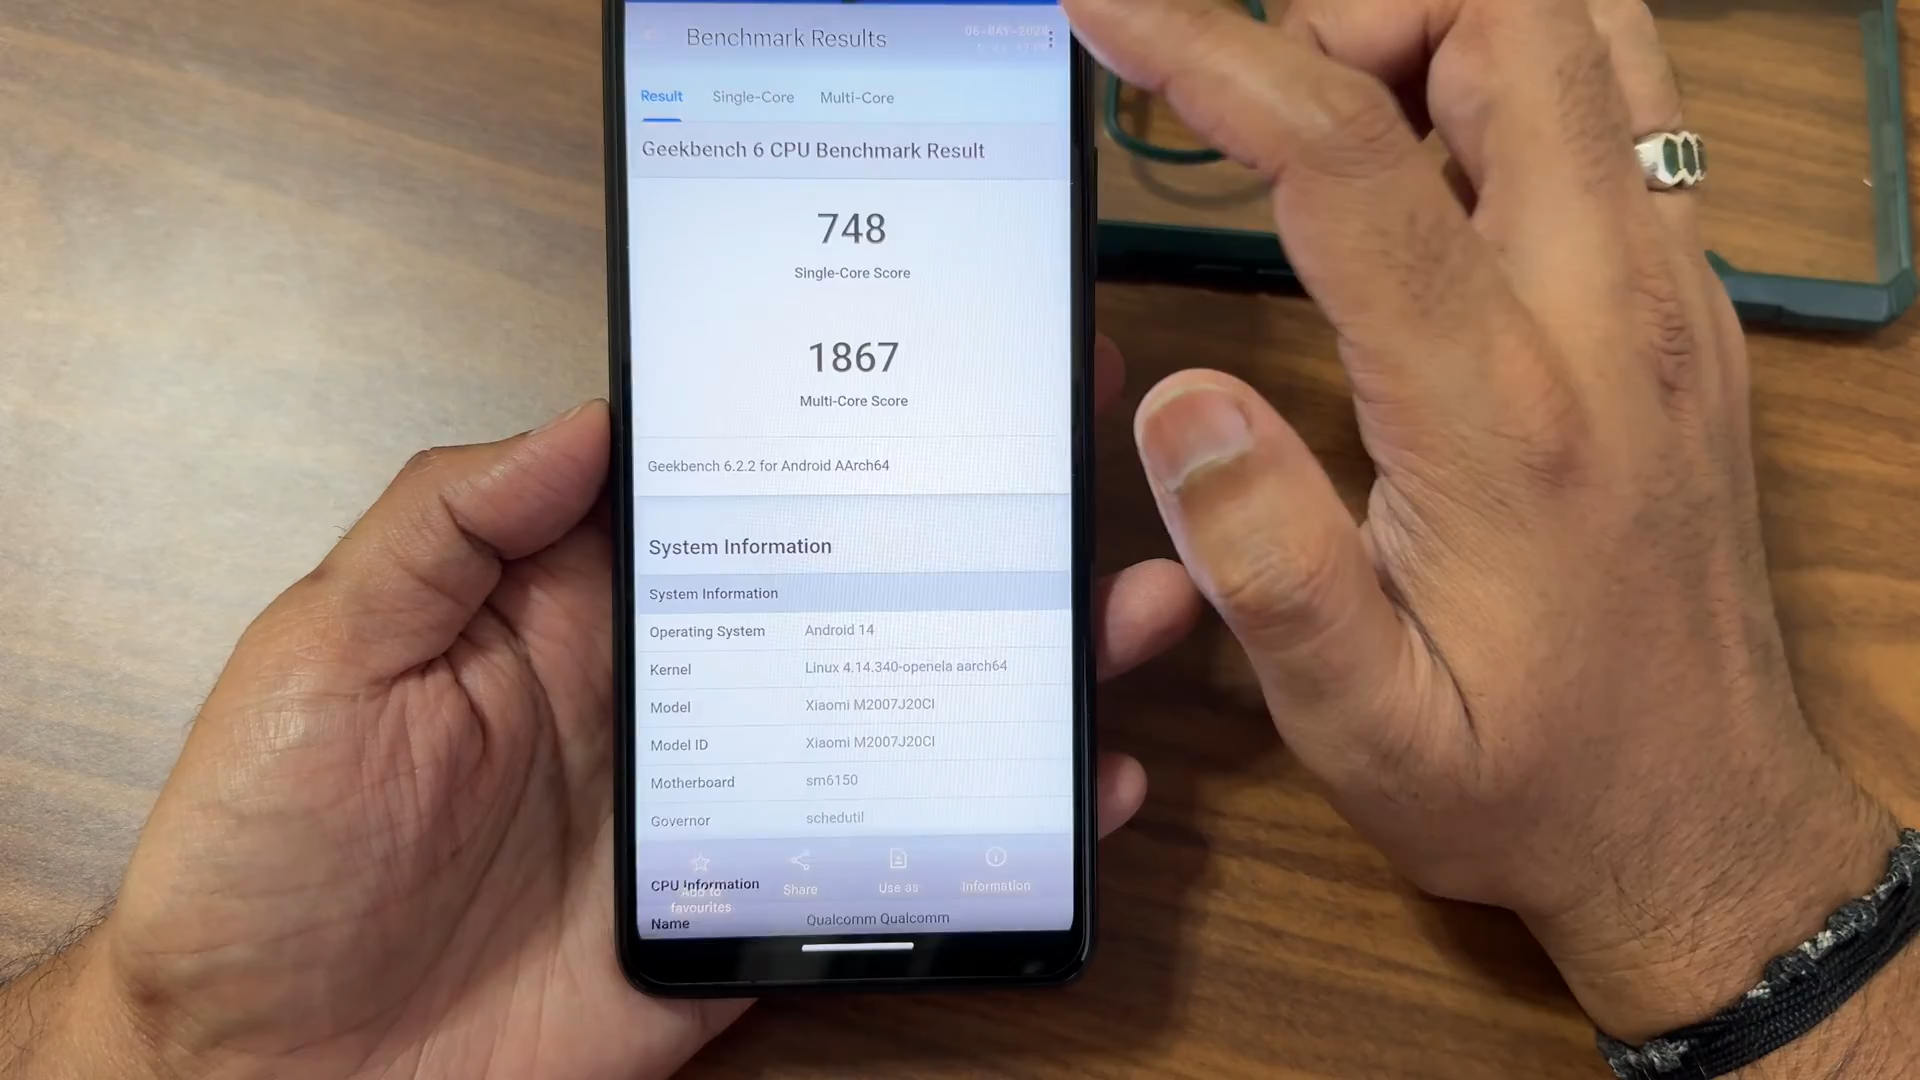 Benchmark Results
Result Single-Core Multi-Core
Geekbench 6 CPU Benchmark Result
748
Single-Core Score
1867
Multi-Core Score
Geekbench 6.2.2 for Android AArch64
System Information
System Information
Operating System Android 14
Kernel Linux 4.14.340-openela aarch64
Model Xiaomi M2007J20CI
Model ID Xiaomi M2007J20CI
Motherboard sm6150
Governor schedutil
CPU Information
Add to favourites
Share
Use as
Information
Name Qualcomm Qualcomm